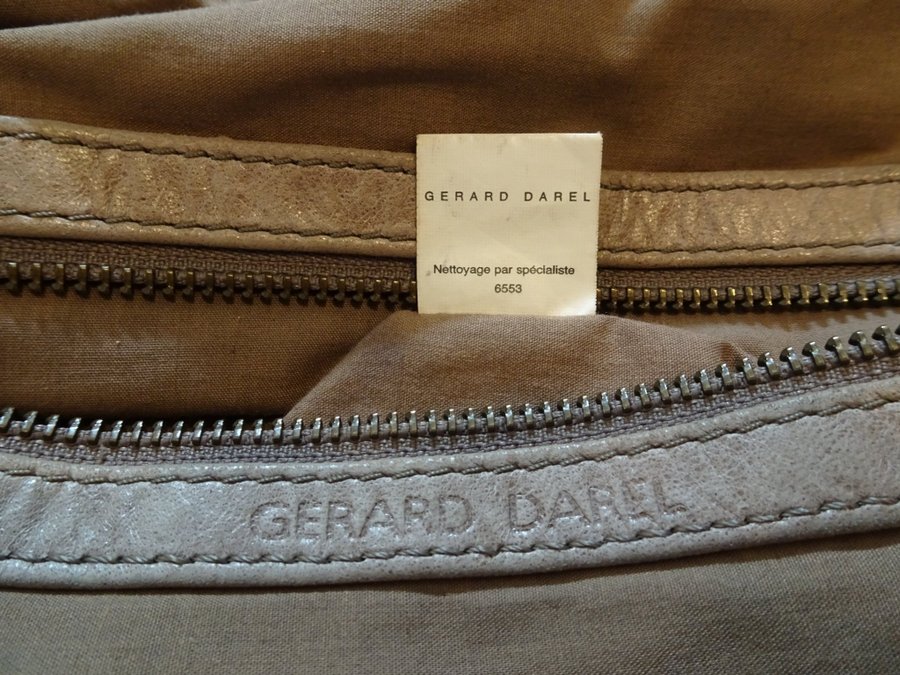 GERARD DAREL
Nettoyage par spécialiste
6553
GERARD DAREL